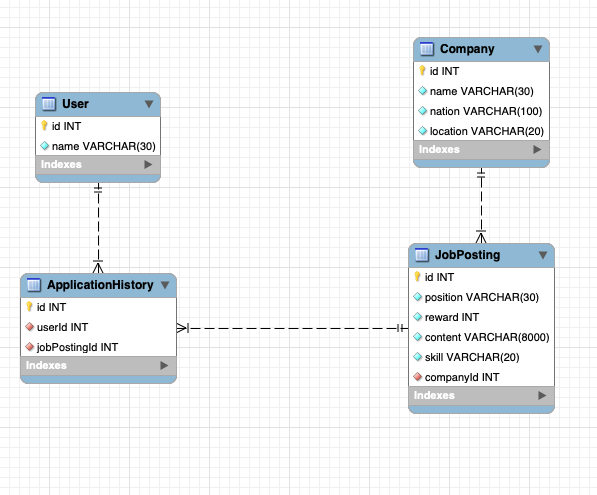 Company
id INT
name VARCHAR(30)
nation VARCHAR(100)
location VARCHAR(20)
Indexes
User
id INT
name VARCHAR(30)
Indexes
JobPosting
id INT
position VARCHAR(30)
reward INT
content VARCHAR(8000)
skill VARCHAR(20)
companyId INT
Indexes
ApplicationHistory
id INT
userId INT
jobPostingId INT
Indexes